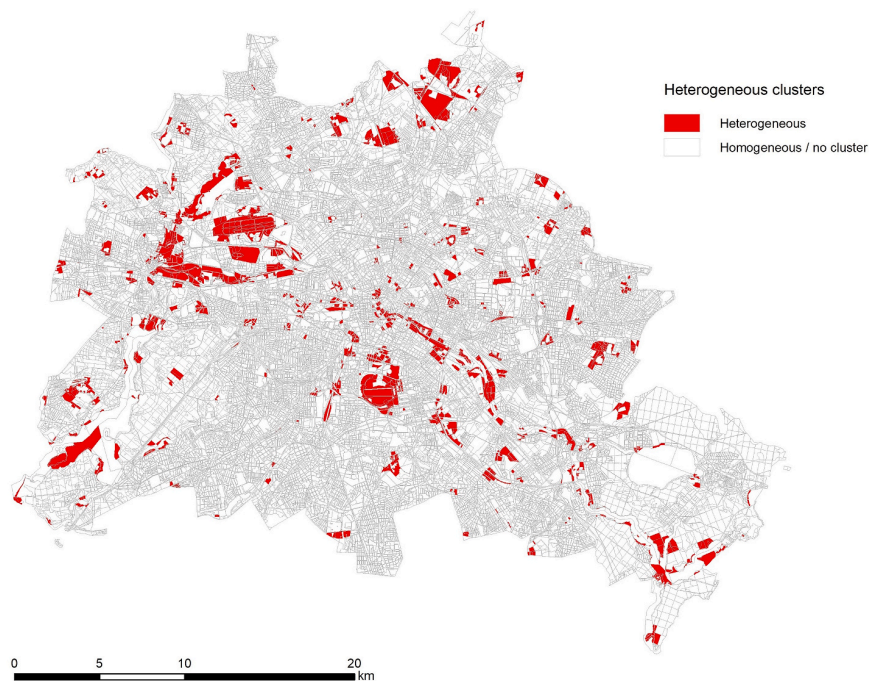 Heterogeneous clusters
Heterogeneous
Homogeneous / no cluster
0 5 10 20
km